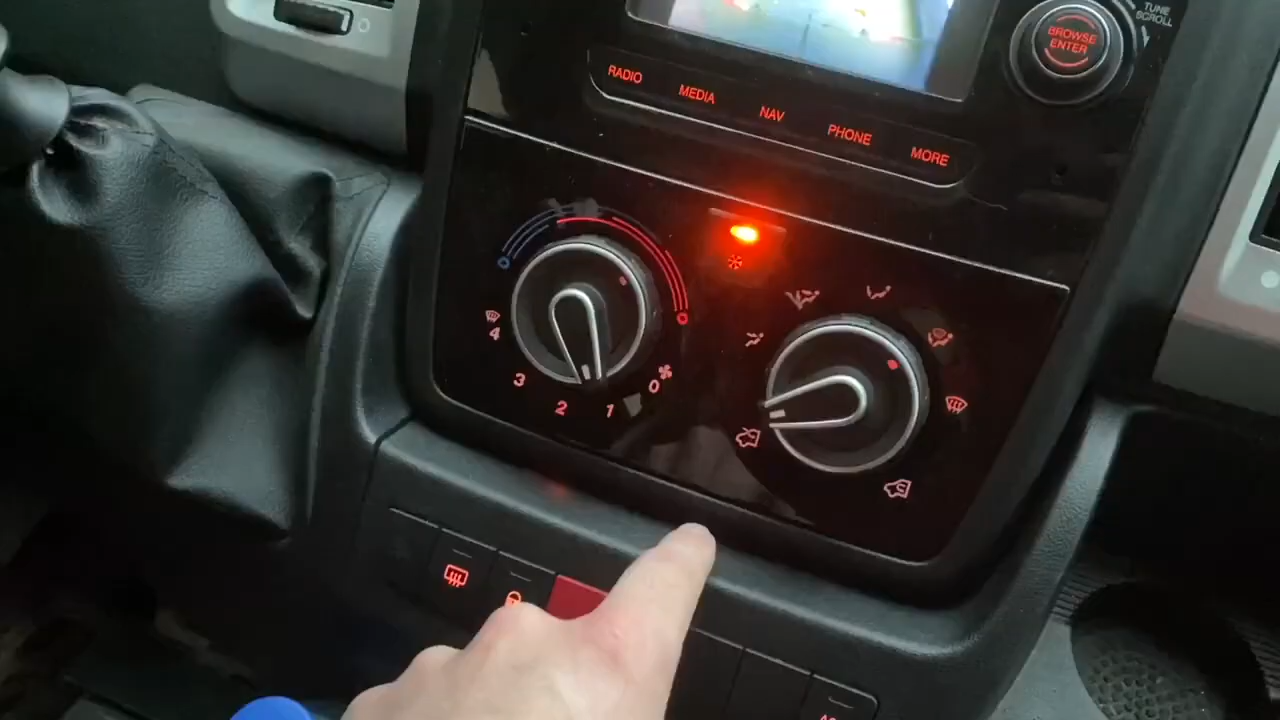 TUNE
SCROLL
BROWSE
ENTER
RADIO
MEDIA
NAV
PHONE
MORE
4
3
2
1
0